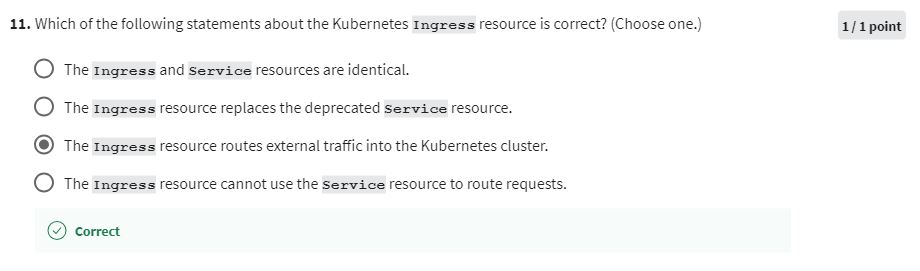 11. Which of the following statements about the Kubernetes Ingress resource is correct? (Choose one.)
1 / 1 point
The Ingress and Service resources are identical.
The Ingress resource replaces the deprecated Service resource.
The Ingress resource routes external traffic into the Kubernetes cluster.
The Ingress resource cannot use the Service resource to route requests.
Correct